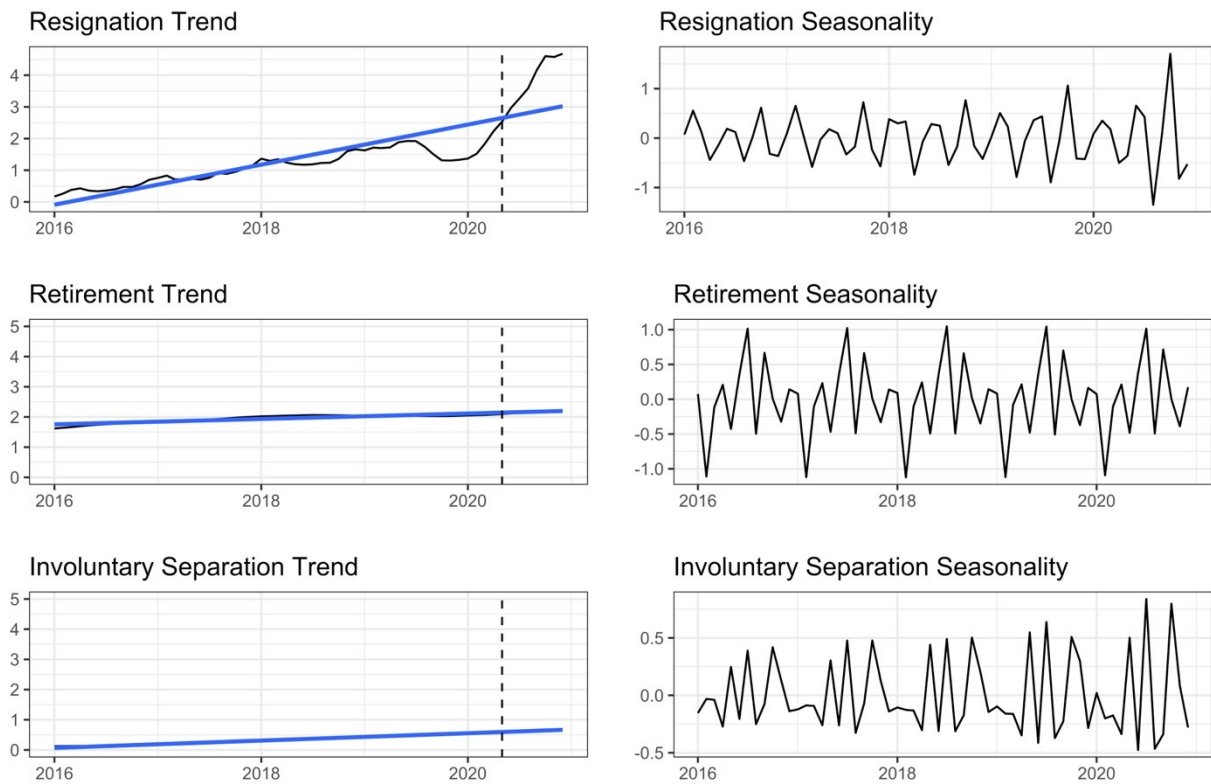 Resignation Trend
4
3
2
1
0
2016 2018 2020
Resignation Seasonality
1
0
-1
2016 2018 2020
Retirement Trend
5
4
3
2
1
0
2016 2018 2020
Retirement Seasonality
1.0
0.5
0.0
-0.5
-1.0
2016 2018 2020
Involuntary Separation Trend
5
4
3
2
1
0
2016 2018 2020
Involuntary Separation Seasonality
0.5
0.0
-0.5
2016 2018 2020